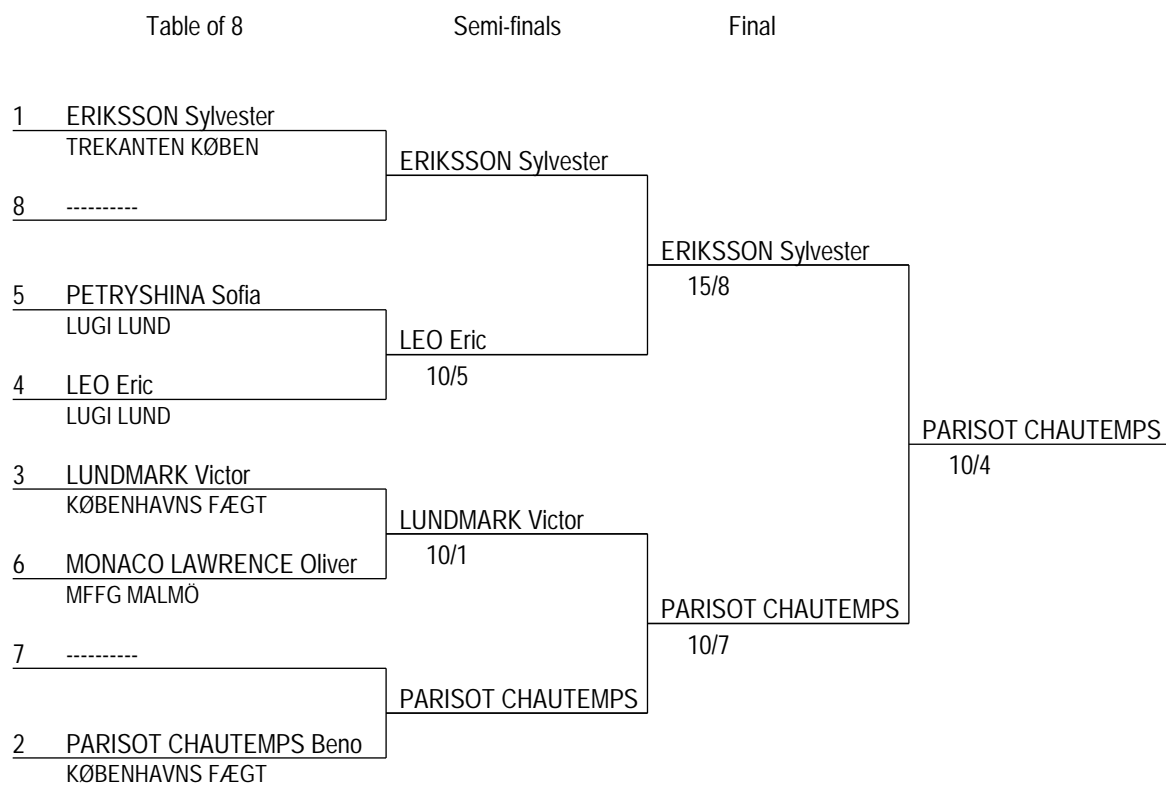 Table of 8 Semi-finals Final
1 ERIKSSON Sylvester
TREKANTEN KØBEN
ERIKSSON Sylvester
8 ----------
ERIKSSON Sylvester
15/8
5 PETRYSHINA Sofia
LUGI LUND
LEO Eric
10/5
4 LEO Eric
LUGI LUND
PARISOT CHAUTEMPS
10/4
3 LUNDMARK Victor
KØBENHAVNS FÆGT
LUNDMARK Victor
10/1
6 MONACO LAWRENCE Oliver
MFFG MALMÖ
PARISOT CHAUTEMPS
10/7
7 ----------
PARISOT CHAUTEMPS
2 PARISOT CHAUTEMPS Beno
KØBENHAVNS FÆGT